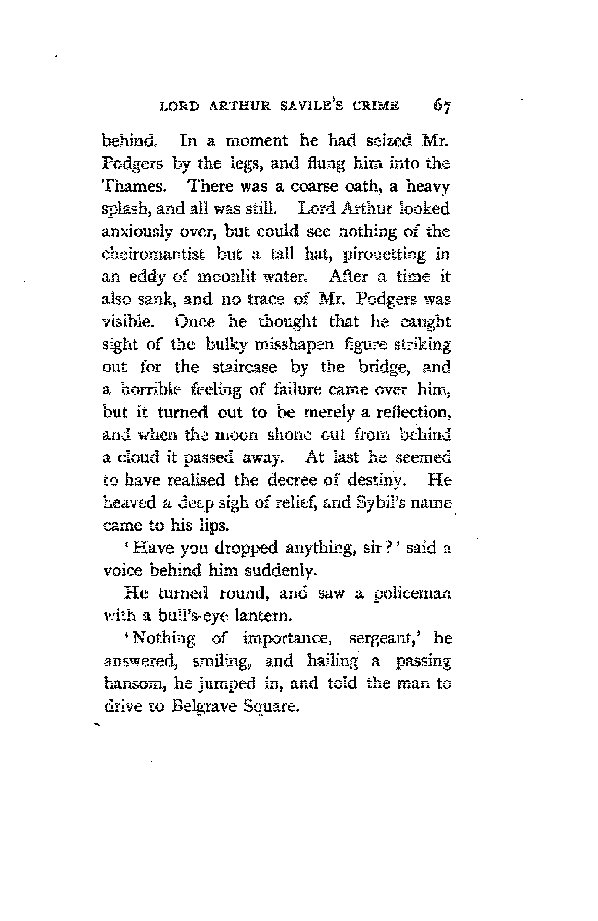 LORD ARTHUR SAVILE'S CRIME 67
behind. In a moment he had seized Mr.
Podgers by the legs, and flung him into the
Thames. There was a coarse oath, a heavy
splash, and all was still. Lord Arthur looked
anxiously over, but could see nothing of the
cheiromantist but a tall hat, pirouetting in
an eddy of moonlit water. After a time it
also sank, and no trace of Mr. Podgers was
visible. Once he thought that he caught
sight of the bulky misshapen figure striking
out for the staircase by the bridge, and
a horrible feeling of failure came over him,
but it turned out to be merely a reflection,
and when the moon shone out from behind
a cloud it passed away. At last he seemed
to have realised the decree of destiny. He
heaved a deep sigh of relief, and Sybil's name
came to his lips.
‘Have you dropped anything, sir?’ said a
voice behind him suddenly.
He turned round, and saw a policeman
with a bull's-eye lantern.
‘Nothing of importance, sergeant,’ he
answered, smiling, and hailing a passing
hansom, he jumped in, and told the man to
drive to Belgrave Square.